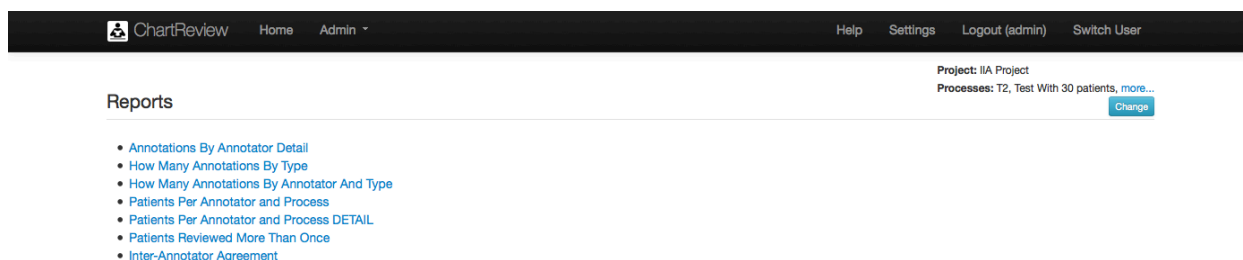 ChartReview Home Admin Help Settings Logout (admin) Switch User
Project: IIA Project
Processes: T2, Test With 30 patients, more...
Reports
Change
Annotations By Annotator Detail
How Many Annotations By Type
How Many Annotations By Annotator And Type
Patients Per Annotator and Process
Patients Per Annotator and Process DETAIL
Patients Reviewed More Than Once
Inter-Annotator Agreement